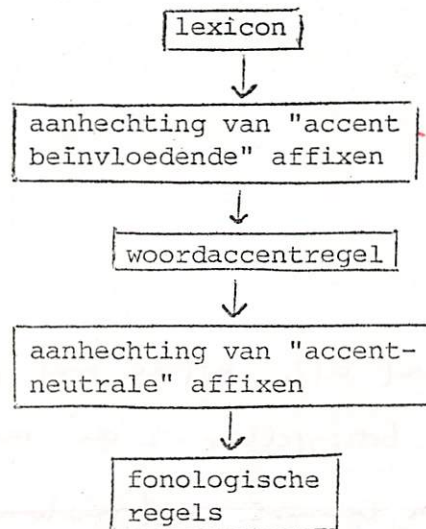 lexicon
aanhechting van "accent
beïnvloedende" affixen
woordaccentregel
aanhechting van "accent-
neutrale" affixen
fonologische
regels